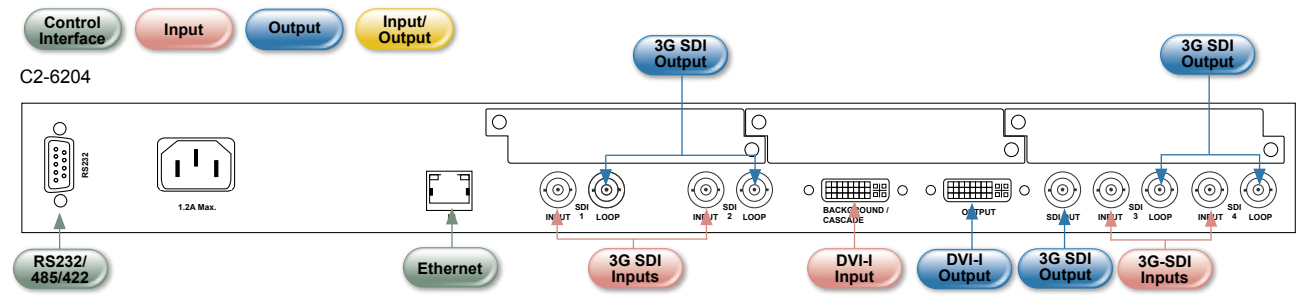 Control
Interface
Input
Output
Input/
Output
3G SDI
Output
3G SDI
Output
C2-6204
RS232
1.2A Max.
INPUT
SDI
1
LOOP
INPUT
SDI
2
LOOP
BACKGROUND /
CASCADE
OUTPUT
SDI OUT
INPUT
SDI
3
LOOP
INPUT
SDI
4
LOOP
RS232/
485/422
Ethernet
3G SDI
Inputs
DVI-I
Input
DVI-I
Output
3G SDI
Output
3G-SDI
Inputs